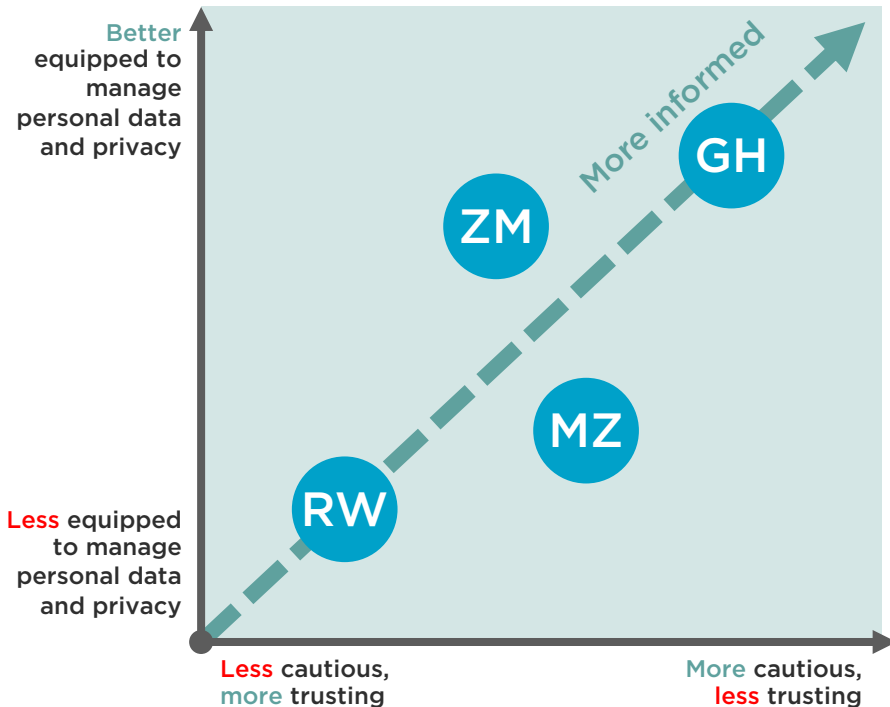 Better
equipped to
manage
personal data
and privacy
More informed
GH
ZM
MZ
RW
Less equipped
to manage
personal data
and privacy
Less cautious,
more trusting
More cautious,
less trusting